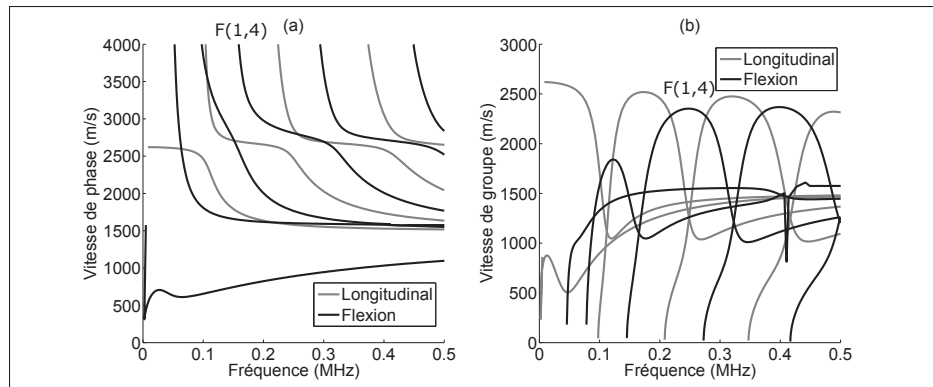 F(1,4) (a)
4000
3500
3000
2500
2000
1500
1000
500
0
0 0.1 0.2 0.3 0.4 0.5
Vitesse de phase (m/s)
Fréquence (MHz)
Longitudinal
Flexion
(b)
3000
2500
2000
1500
1000
500
0
0 0.1 0.2 0.3 0.4 0.5
Vitesse de groupe (m/s)
Fréquence (MHz)
F(1,4)
Longitudinal
Flexion